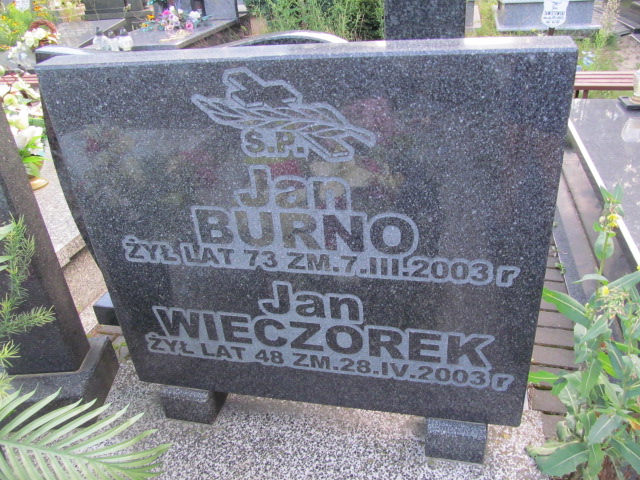 Ś.P.
Jan
BURNO
ŻYŁ LAT 73 ZM.7.III.2003 r
Jan
WIECZOREK
ŻYŁ LAT 48 ZM.28.IV.2003 r